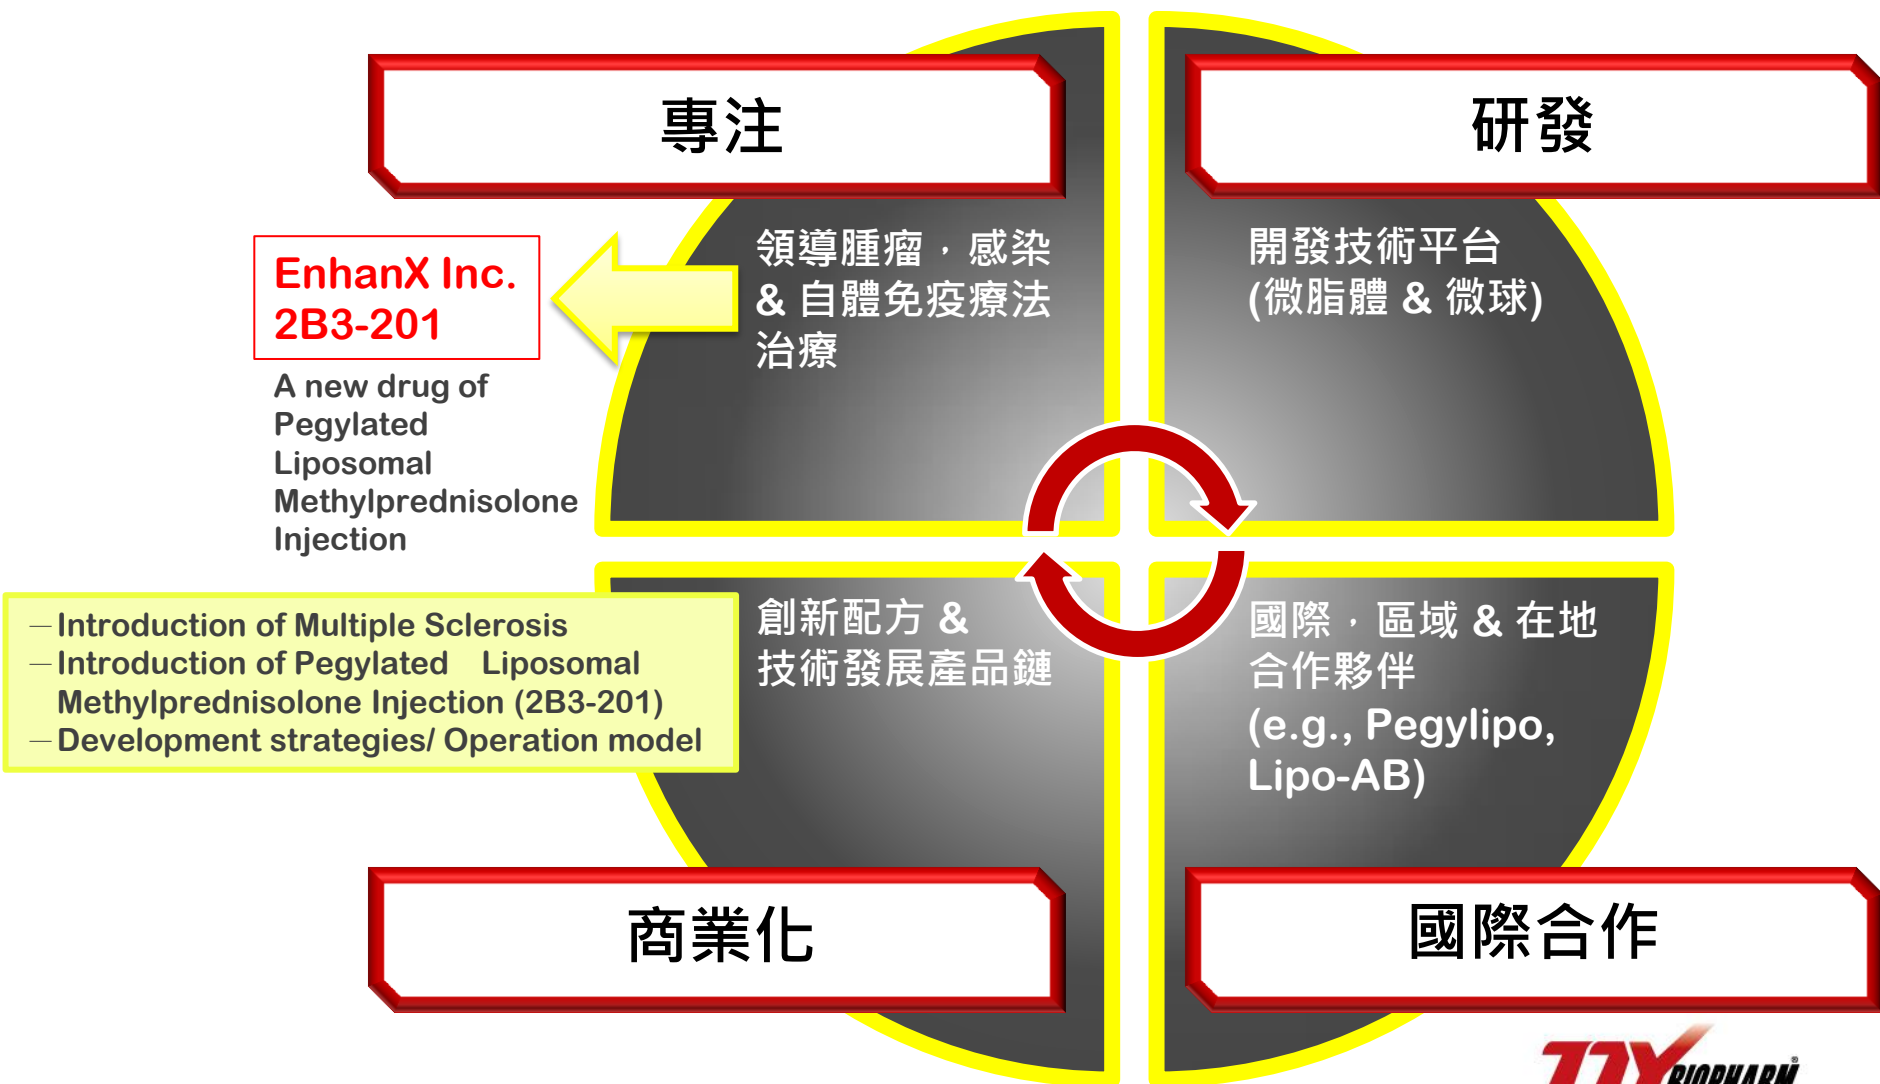 專注
研發
領導腫瘤，感染
& 自體免疫療法
治療
開發技術平台
(微脂體 & 微球)
EnhanX Inc.
2B3-201
A new drug of
Pegylated
Liposomal
Methylprednisolone
Injection
—Introduction of Multiple Sclerosis
—Introduction of Pegylated Liposomal
Methylprednisolone Injection (2B3-201)
—Development strategies/ Operation model
創新配方 &
技術發展產品鏈
國際，區域 & 在地
合作夥伴
(e.g., Pegylipo,
Lipo-AB)
商業化
國際合作
TTY BIOPHARM®